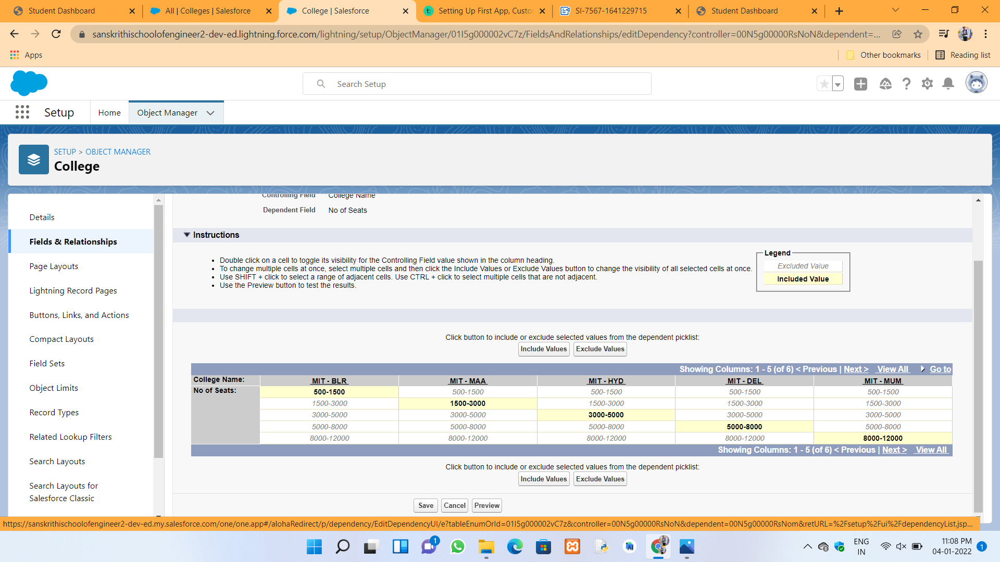 Student Dashboard
All | Colleges | Salesforce
College | Salesforce
Setting Up First App, Custo
SI-7567-1641229715
Student Dashboard
sanskrithischoolofengineer2-dev-ed.lightning.force.com/lightning/setup/ObjectManager/01I5g000002vC7z/FieldsAndRelationships/editDependency?controller=00N5g00000RsNoN&dependent=...
Apps
Other bookmarks
Reading list
Search Setup
Setup
Home
Object Manager
SETUP > OBJECT MANAGER
College
Details
Fields & Relationships
Page Layouts
Lightning Record Pages
Buttons, Links, and Actions
Compact Layouts
Field Sets
Object Limits
Record Types
Related Lookup Filters
Search Layouts
Search Layouts for
Salesforce Classic
Controlling Field College Name
Dependent Field No of Seats
Instructions
• Double click on a cell to toggle its visibility for the Controlling Field value shown in the column heading.
• To change multiple cells at once, select multiple cells and then click the Include Values or Exclude Values button to change the visibility of all selected cells at once.
• Use SHIFT + click to select a range of adjacent cells. Use CTRL + click to select multiple cells that are not adjacent.
• Use the Preview button to test the results.
Legend
Excluded Value
Included Value
Click button to include or exclude selected values from the dependent picklist:
Include Values Exclude Values
Showing Columns: 1 - 5 (of 6) < Previous | Next > View All Go to
College Name: MIT - BLR MIT - MAA MIT - HYD MIT - DEL MIT - MUM
No of Seats: 500-1500 500-1500 500-1500 500-1500 500-1500
1500-3000 1500-3000 1500-3000 1500-3000 1500-3000
3000-5000 3000-5000 3000-5000 3000-5000 3000-5000
5000-8000 5000-8000 5000-8000 5000-8000 5000-8000
8000-12000 8000-12000 8000-12000 8000-12000 8000-12000
Showing Columns: 1 - 5 (of 6) < Previous | Next > View All
Click button to include or exclude selected values from the dependent picklist:
Include Values Exclude Values
Save Cancel Preview
https://sanskrithischoolofengineer2-dev-ed.my.salesforce.com/one/one.app#/alohaRedirect/p/dependency/EditDependencyUI/e?tableEnumOrId=01I5g000002vC7z&controller=00N5g00000RsNoN&dependent=00N5g00000RsNom&retURL=%2Fsetup%2Fui%2FdependencyList.jsp...
1
ENG
IN
11:08 PM
04-01-2022
1